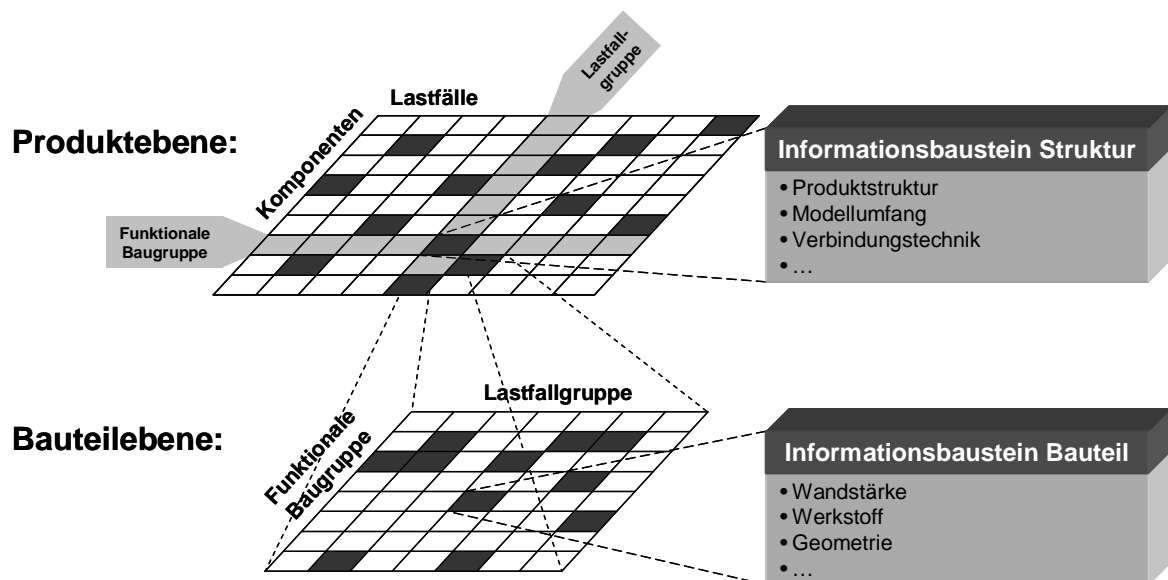 Lastfall-
gruppe
Lastfälle
Komponenten
Produktebene:
Funktionale
Baugruppe
Informationsbaustein Struktur
• Produktstruktur
• Modellumfang
• Verbindungstechnik
• ...
Lastfallgruppe
Funktionale
Baugruppe
Bauteilebene:
Informationsbaustein Bauteil
• Wandstärke
• Werkstoff
• Geometrie
• ...